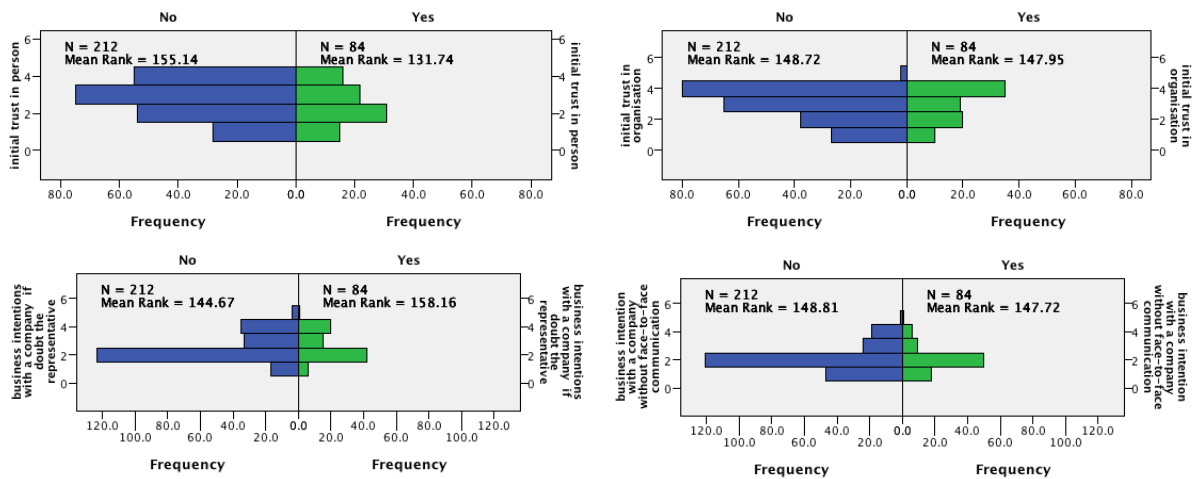 No Yes
N = 212
Mean Rank = 155.14
N = 84
Mean Rank = 131.74
initial trust in person
initial trust in person
6
4
2
0
6
4
2
0
80.0 60.0 40.0 20.0 0.0 0.0 20.0 40.0 60.0 80.0
Frequency Frequency
No Yes
N = 212
Mean Rank = 148.72
N = 84
Mean Rank = 147.95
initial trust in
organisation
initial trust in
organisation
6
4
2
0
6
4
2
0
80.0 60.0 40.0 20.0 0.0 0.0 20.0 40.0 60.0 80.0
Frequency Frequency
No Yes
N = 212
Mean Rank = 144.67
N = 84
Mean Rank = 158.16
business intentions
with a company if
doubt the
representative
business intentions
with a company if
doubt the
representative
6
4
2
0
6
4
2
0
120.0 80.0 40.0 0.0 0.0 40.0 80.0 120.0
100.0 60.0 20.0 20.0 60.0 100.0
Frequency Frequency
No Yes
N = 212
Mean Rank = 148.81
N = 84
Mean Rank = 147.72
business intention
with a company
without face-to-face
communication
business intention
with a company
without face-to-face
communication
6
4
2
0
6
4
2
0
120.0 80.0 40.0 0.0 0.0 40.0 80.0 120.0
100.0 60.0 20.0 20.0 60.0 100.0
Frequency Frequency